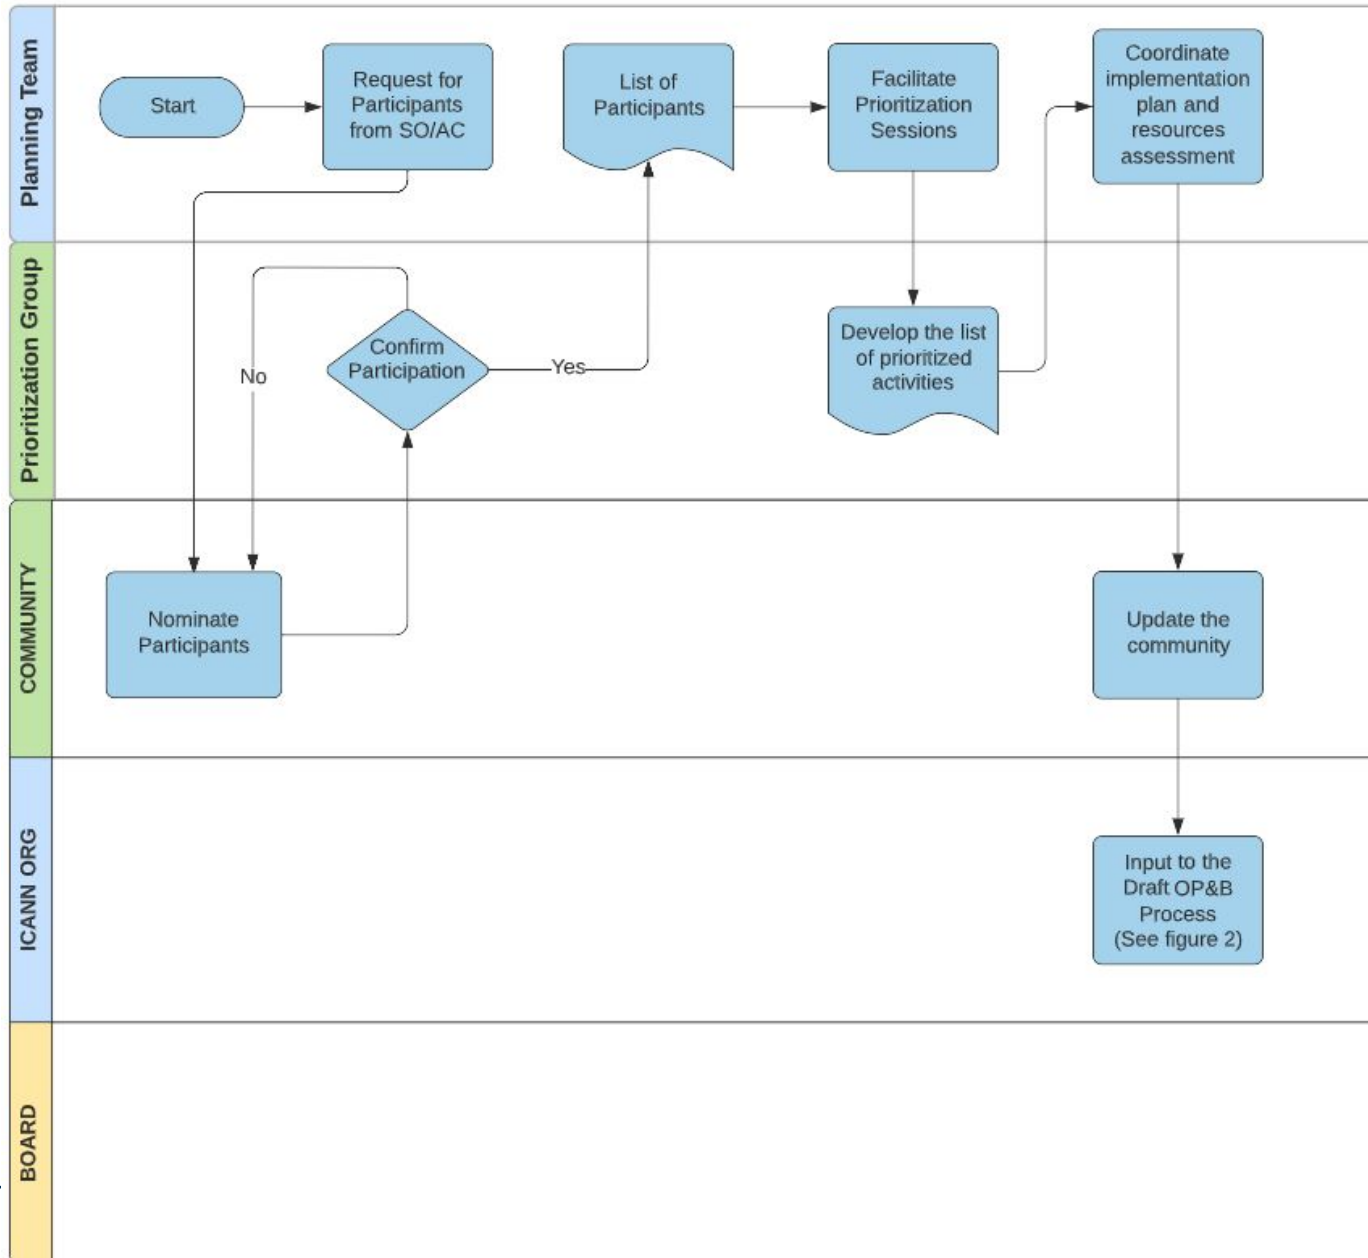 Planning Team
Start
Request for
Participants
from SO/AC
List of
Participants
Facilitate
Prioritization
Sessions
Coordinate
implementation
plan and
resources
assessment
Prioritization Group
No
Confirm
Participation
Yes
Develop the list
of prioritized
activities
COMMUNITY
Nominate
Participants
Update the
community
ICANN ORG
Input to the
Draft OP&B
Process
(See figure 2)
BOARD